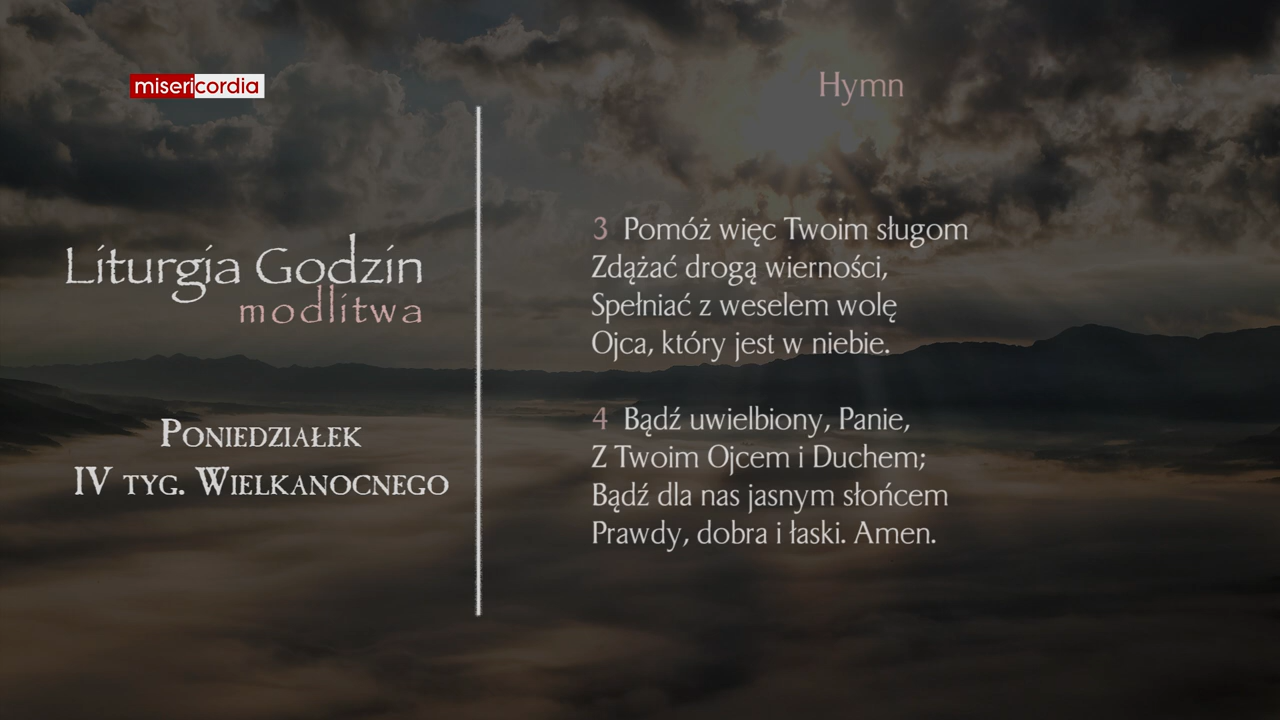 misericordia
Liturgia Godzin
modlitwa
Poniedziałek
IV tyg. Wielkanocnego
Hymn
3 Pomóż więc Twoim sługom
Zdążać drogą wierności,
Spełniać z weselem wolę
Ojca, który jest w niebie.
4 Bądź uwielbiony, Panie,
Z Twoim Ojcem i Duchem;
Bądź dla nas jasnym słońcem
Prawdy, dobra i łaski. Amen.